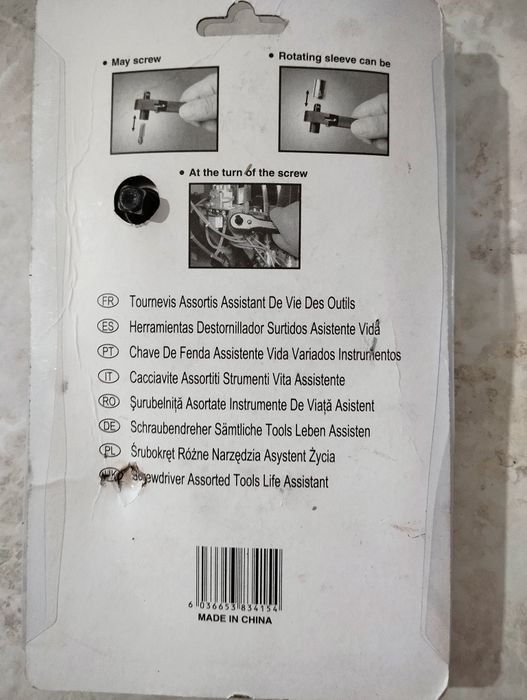 • May screw
• Rotating sleeve can be
• At the turn of the screw
FR Tournevis Assortis Assistant De Vie Des Outils
ES Herramientas Destornillador Surtidos Asistente Vida
PT Chave De Fenda Assistente Vida Variados Instrumentos
IT Cacciavite Assortiti Strumenti Vita Assistente
RO Şurubelniţă Asortate Instrumente De Viaţă Asistent
DE Schraubendreher Sämtliche Tools Leben Assisten
PL Śrubokręt Różne Narzędzia Asystent Życia
Assorted Tools Life Assistant
6 036653 834154
MADE IN CHINA